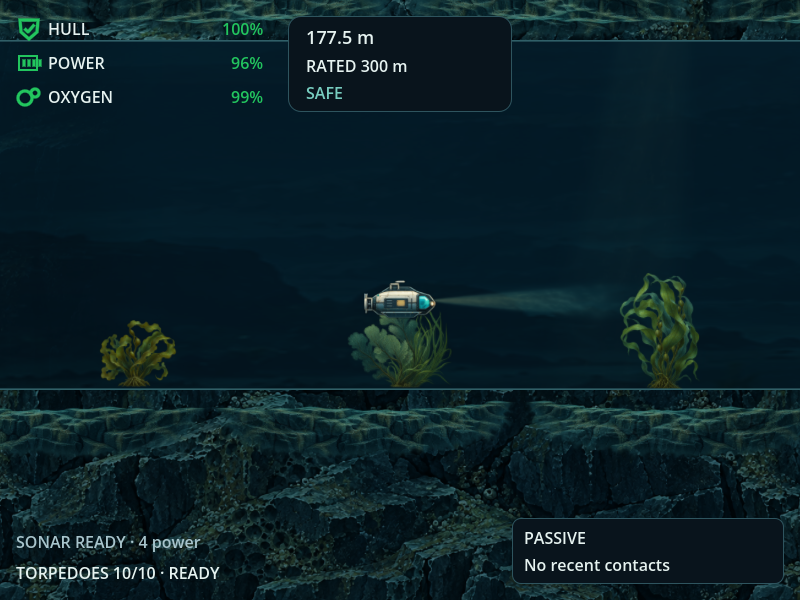 HULL 100%
POWER 96%
OXYGEN 99%
177.5 m
RATED 300 m
SAFE
SONAR READY · 4 power
TORPEDOES 10/10 · READY
PASSIVE
No recent contacts